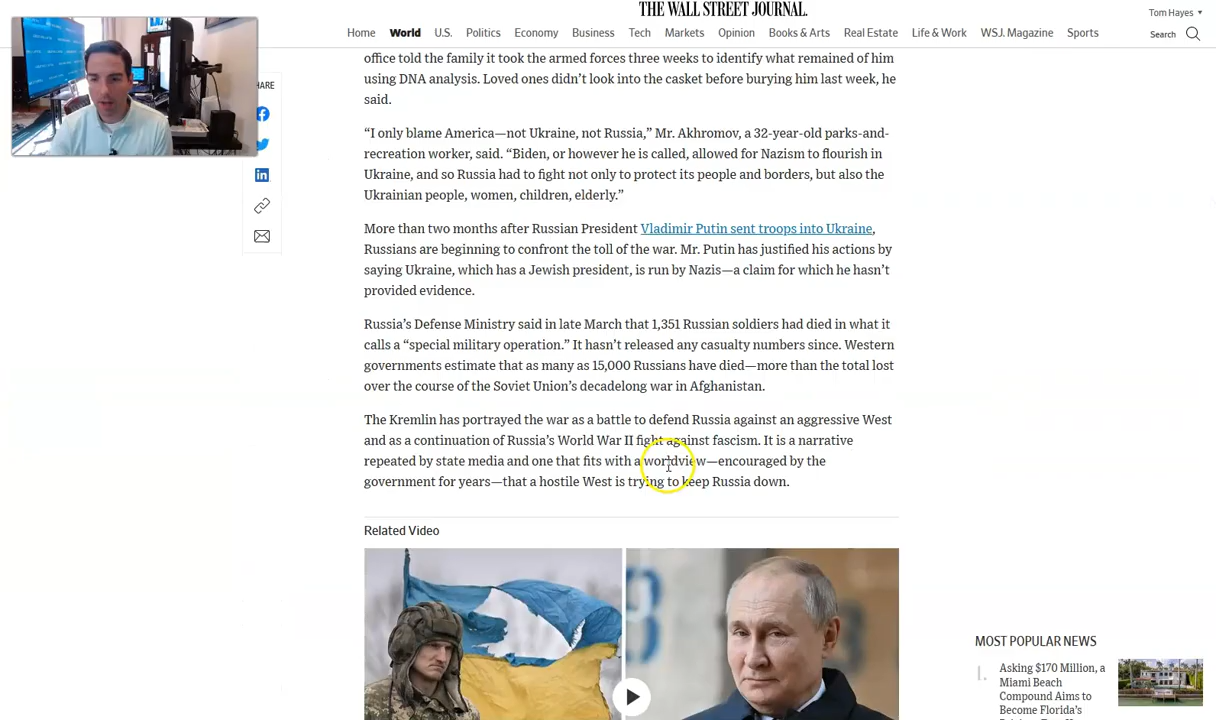 THE WALL STREET JOURNAL.
Tom Hayes
Home World U.S. Politics Economy Business Tech Markets Opinion Books & Arts Real Estate Life & Work WSJ. Magazine Sports
Search
SHARE
office told the family it took the armed forces three weeks to identify what remained of him
using DNA analysis. Loved ones didn’t look into the casket before burying him last week, he
said.
“I only blame America—not Ukraine, not Russia,” Mr. Akhromov, a 32-year-old parks-and-
recreation worker, said. “Biden, or however he is called, allowed for Nazism to flourish in
Ukraine, and so Russia had to fight not only to protect its people and borders, but also the
Ukrainian people, women, children, elderly.”
More than two months after Russian President Vladimir Putin sent troops into Ukraine,
Russians are beginning to confront the toll of the war. Mr. Putin has justified his actions by
saying Ukraine, which has a Jewish president, is run by Nazis—a claim for which he hasn’t
provided evidence.
Russia’s Defense Ministry said in late March that 1,351 Russian soldiers had died in what it
calls a “special military operation.” It hasn’t released any casualty numbers since. Western
governments estimate that as many as 15,000 Russians have died—more than the total lost
over the course of the Soviet Union’s decadelong war in Afghanistan.
The Kremlin has portrayed the war as a battle to defend Russia against an aggressive West
and as a continuation of Russia’s World War II fight against fascism. It is a narrative
repeated by state media and one that fits with a worldview—encouraged by the
government for years—that a hostile West is trying to keep Russia down.
Related Video
MOST POPULAR NEWS
1.
Asking $170 Million, a
Miami Beach
Compound Aims to
Become Florida’s